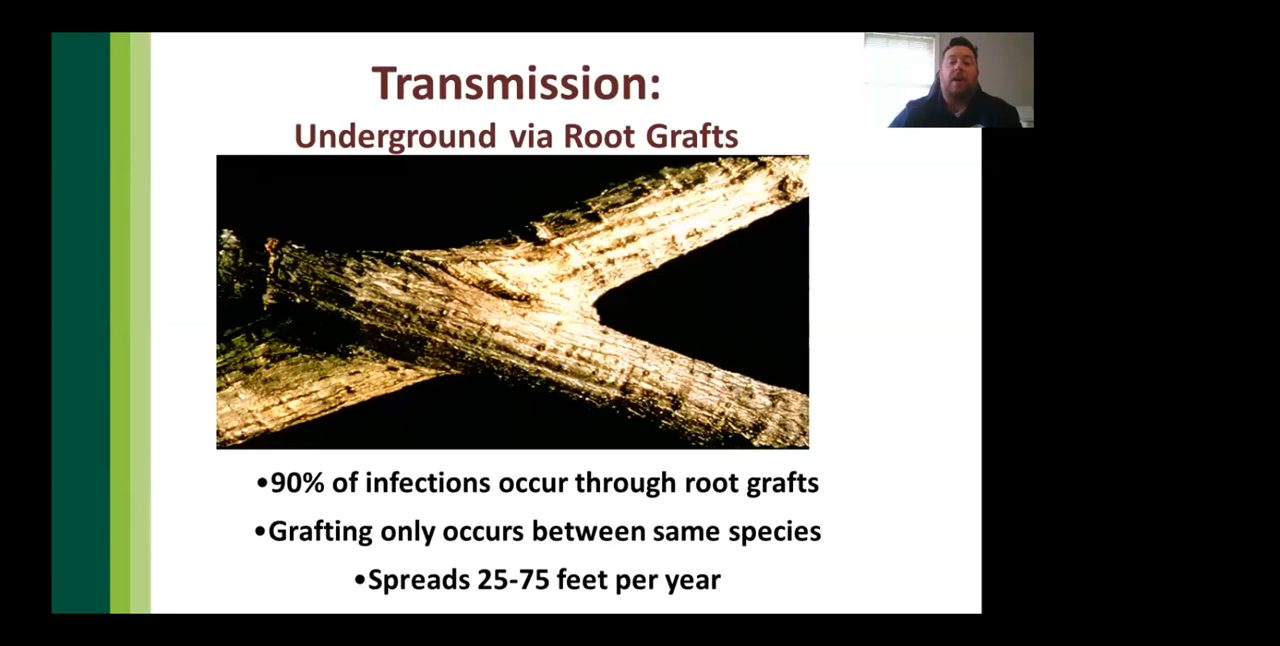 Transmission:
Underground via Root Grafts
•90% of infections occur through root grafts
•Grafting only occurs between same species
•Spreads 25-75 feet per year